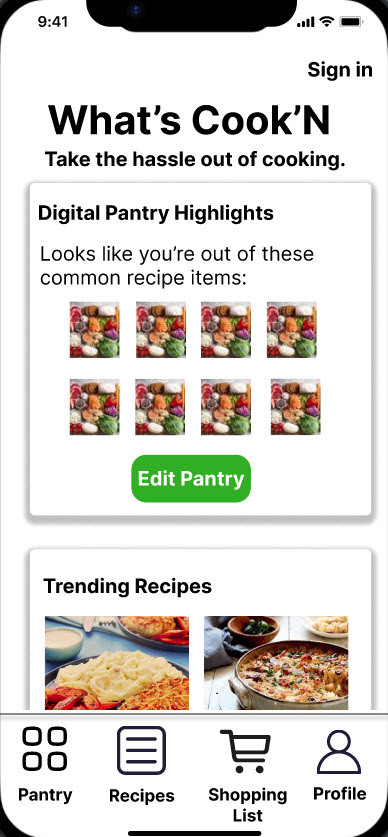 9:41
Sign in
What’s Cook’N
Take the hassle out of cooking.
Digital Pantry Highlights
Looks like you’re out of these
common recipe items:
Edit Pantry
Trending Recipes
Pantry
Recipes
Shopping
List
Profile